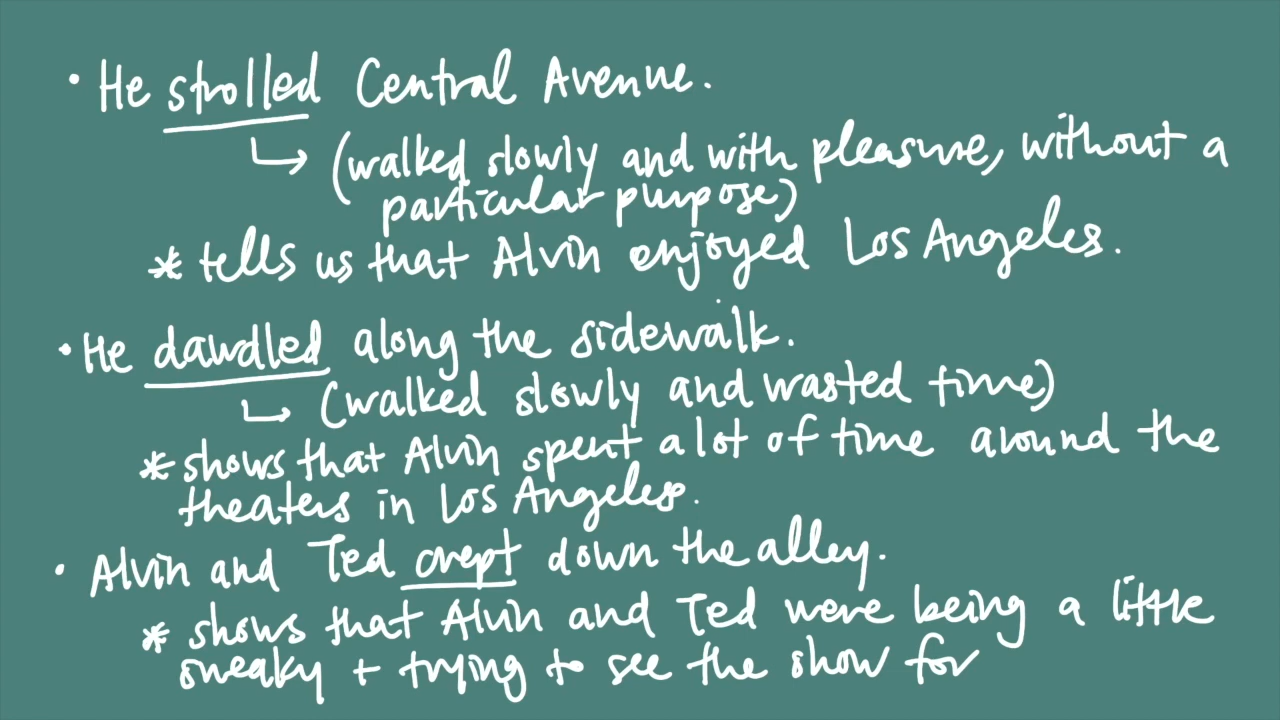 • He strolled Central Avenue.
↳ (walked slowly and with pleasure, without a
particular purpose)
* tells us that Alvin enjoyed Los Angeles.
• He dawdled along the sidewalk.
↳ (walked slowly and wasted time)
* shows that Alvin spent a lot of time around the
theaters in Los Angeles.
• Alvin and Ted crept down the alley.
* shows that Alvin and Ted were being a little
sneaky + trying to see the show for